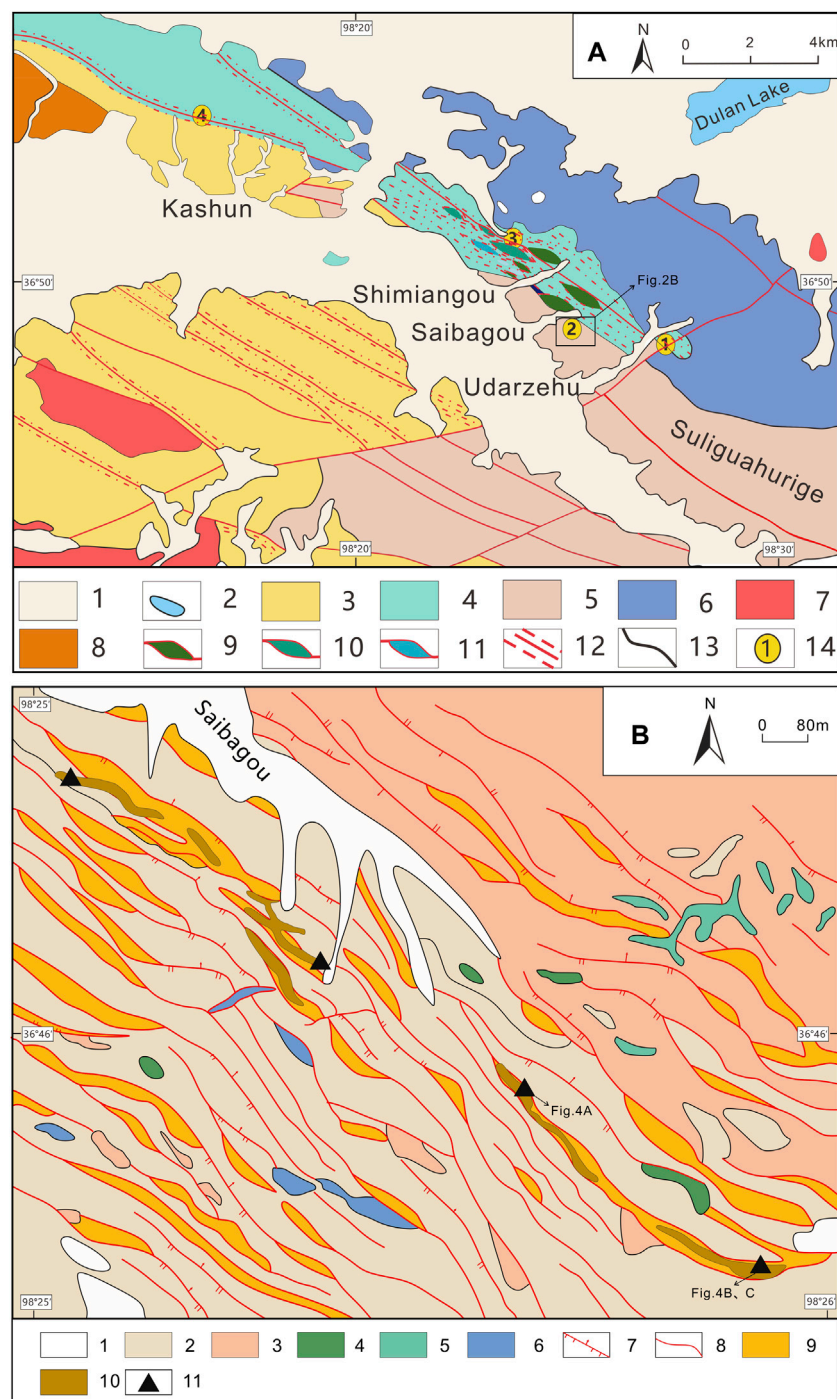 98°20′
A
N
0 2 4km
Dulan Lake
4
Kashun
3
36°50′
36°50′
Shimiangou
Fig.2B
Saibagou
2
1
Udarzehu
Suliguahurige
98°20′
98°30′
1 2 3 4 5 6 7
8 9 10 11 12 13 1 14
98°25′
Saibagou
B
N
0 80m
36°46′
36°46′
Fig.4A
Fig.4B、C
98°25′
98°26′
1 2 3 4 5 6 7 8 9
10 11